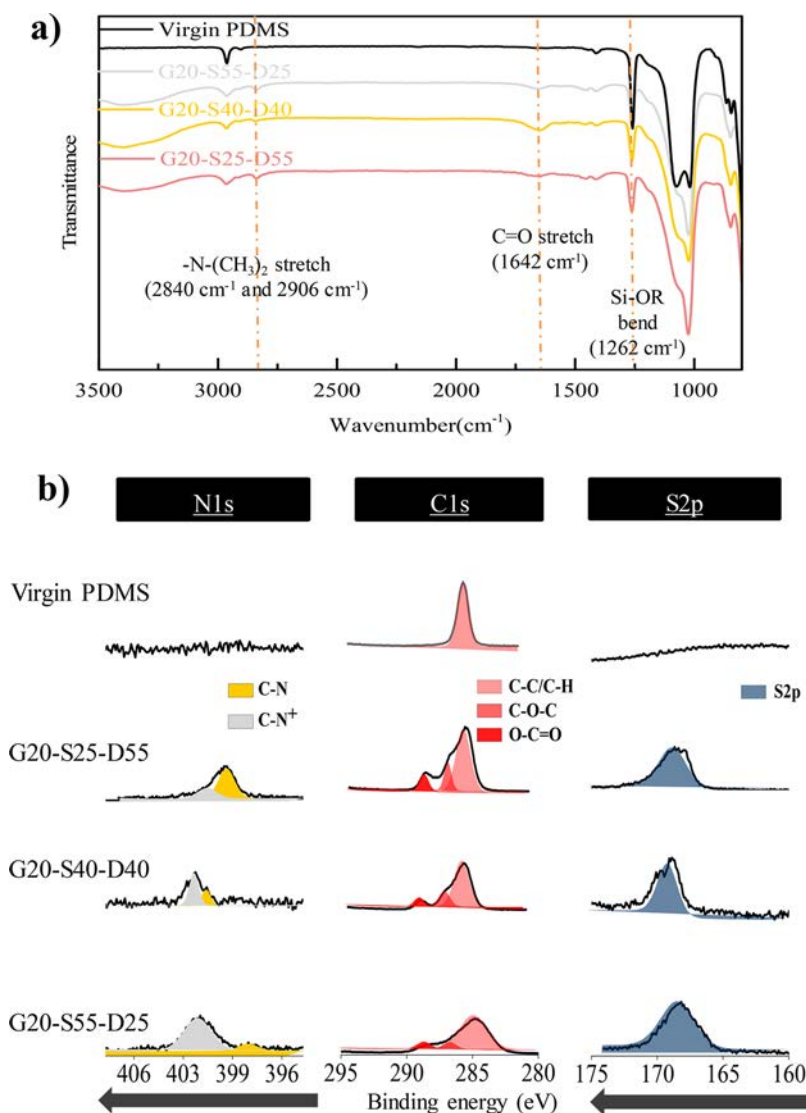 a)
Virgin PDMS
G20-S55-D25
G20-S40-D40
G20-S25-D55
Transmittance
-N-(CH₃)₂ stretch
(2840 cm⁻¹ and 2906 cm⁻¹)
C=O stretch
(1642 cm⁻¹)
Si-OR
bend
(1262 cm⁻¹)
3500 3000 2500 2000 1500 1000
Wavenumber(cm⁻¹)
b)
N1s C1s S2p
Virgin PDMS
C-N
C-N⁺
C-C/C-H
C-O-C
O-C=O
S2p
G20-S25-D55
G20-S40-D40
G20-S55-D25
406 403 399 396
295 290 285 280
175 170 165 160
Binding energy (eV)